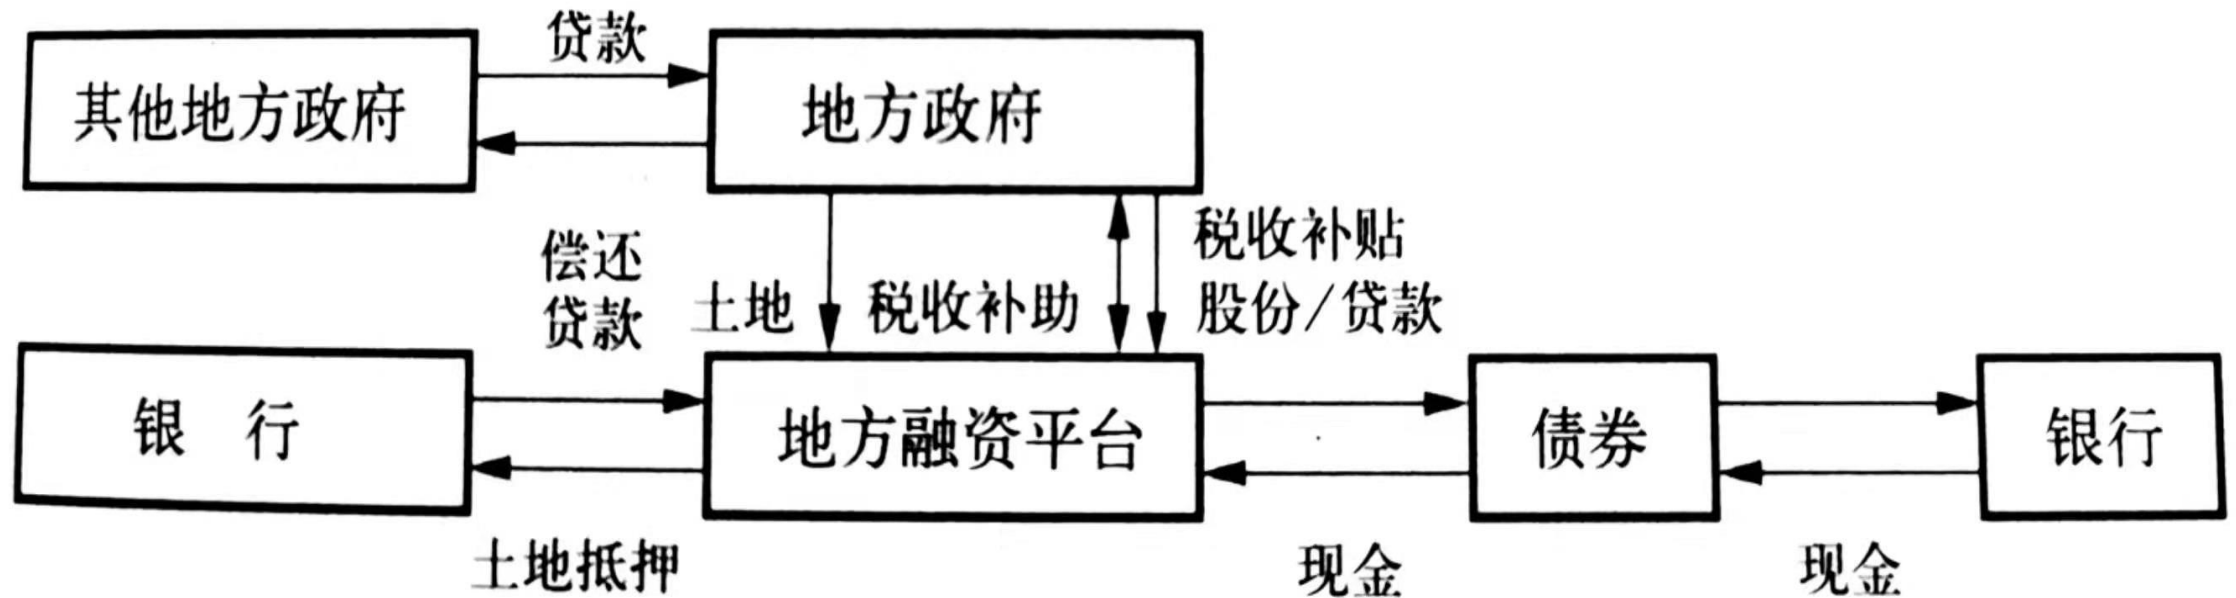 贷款
其他地方政府
地方政府
偿还
贷款
土地
税收补助
税收补贴
股份/贷款
银 行
地方融资平台
债券
银行
土地抵押
现金
现金